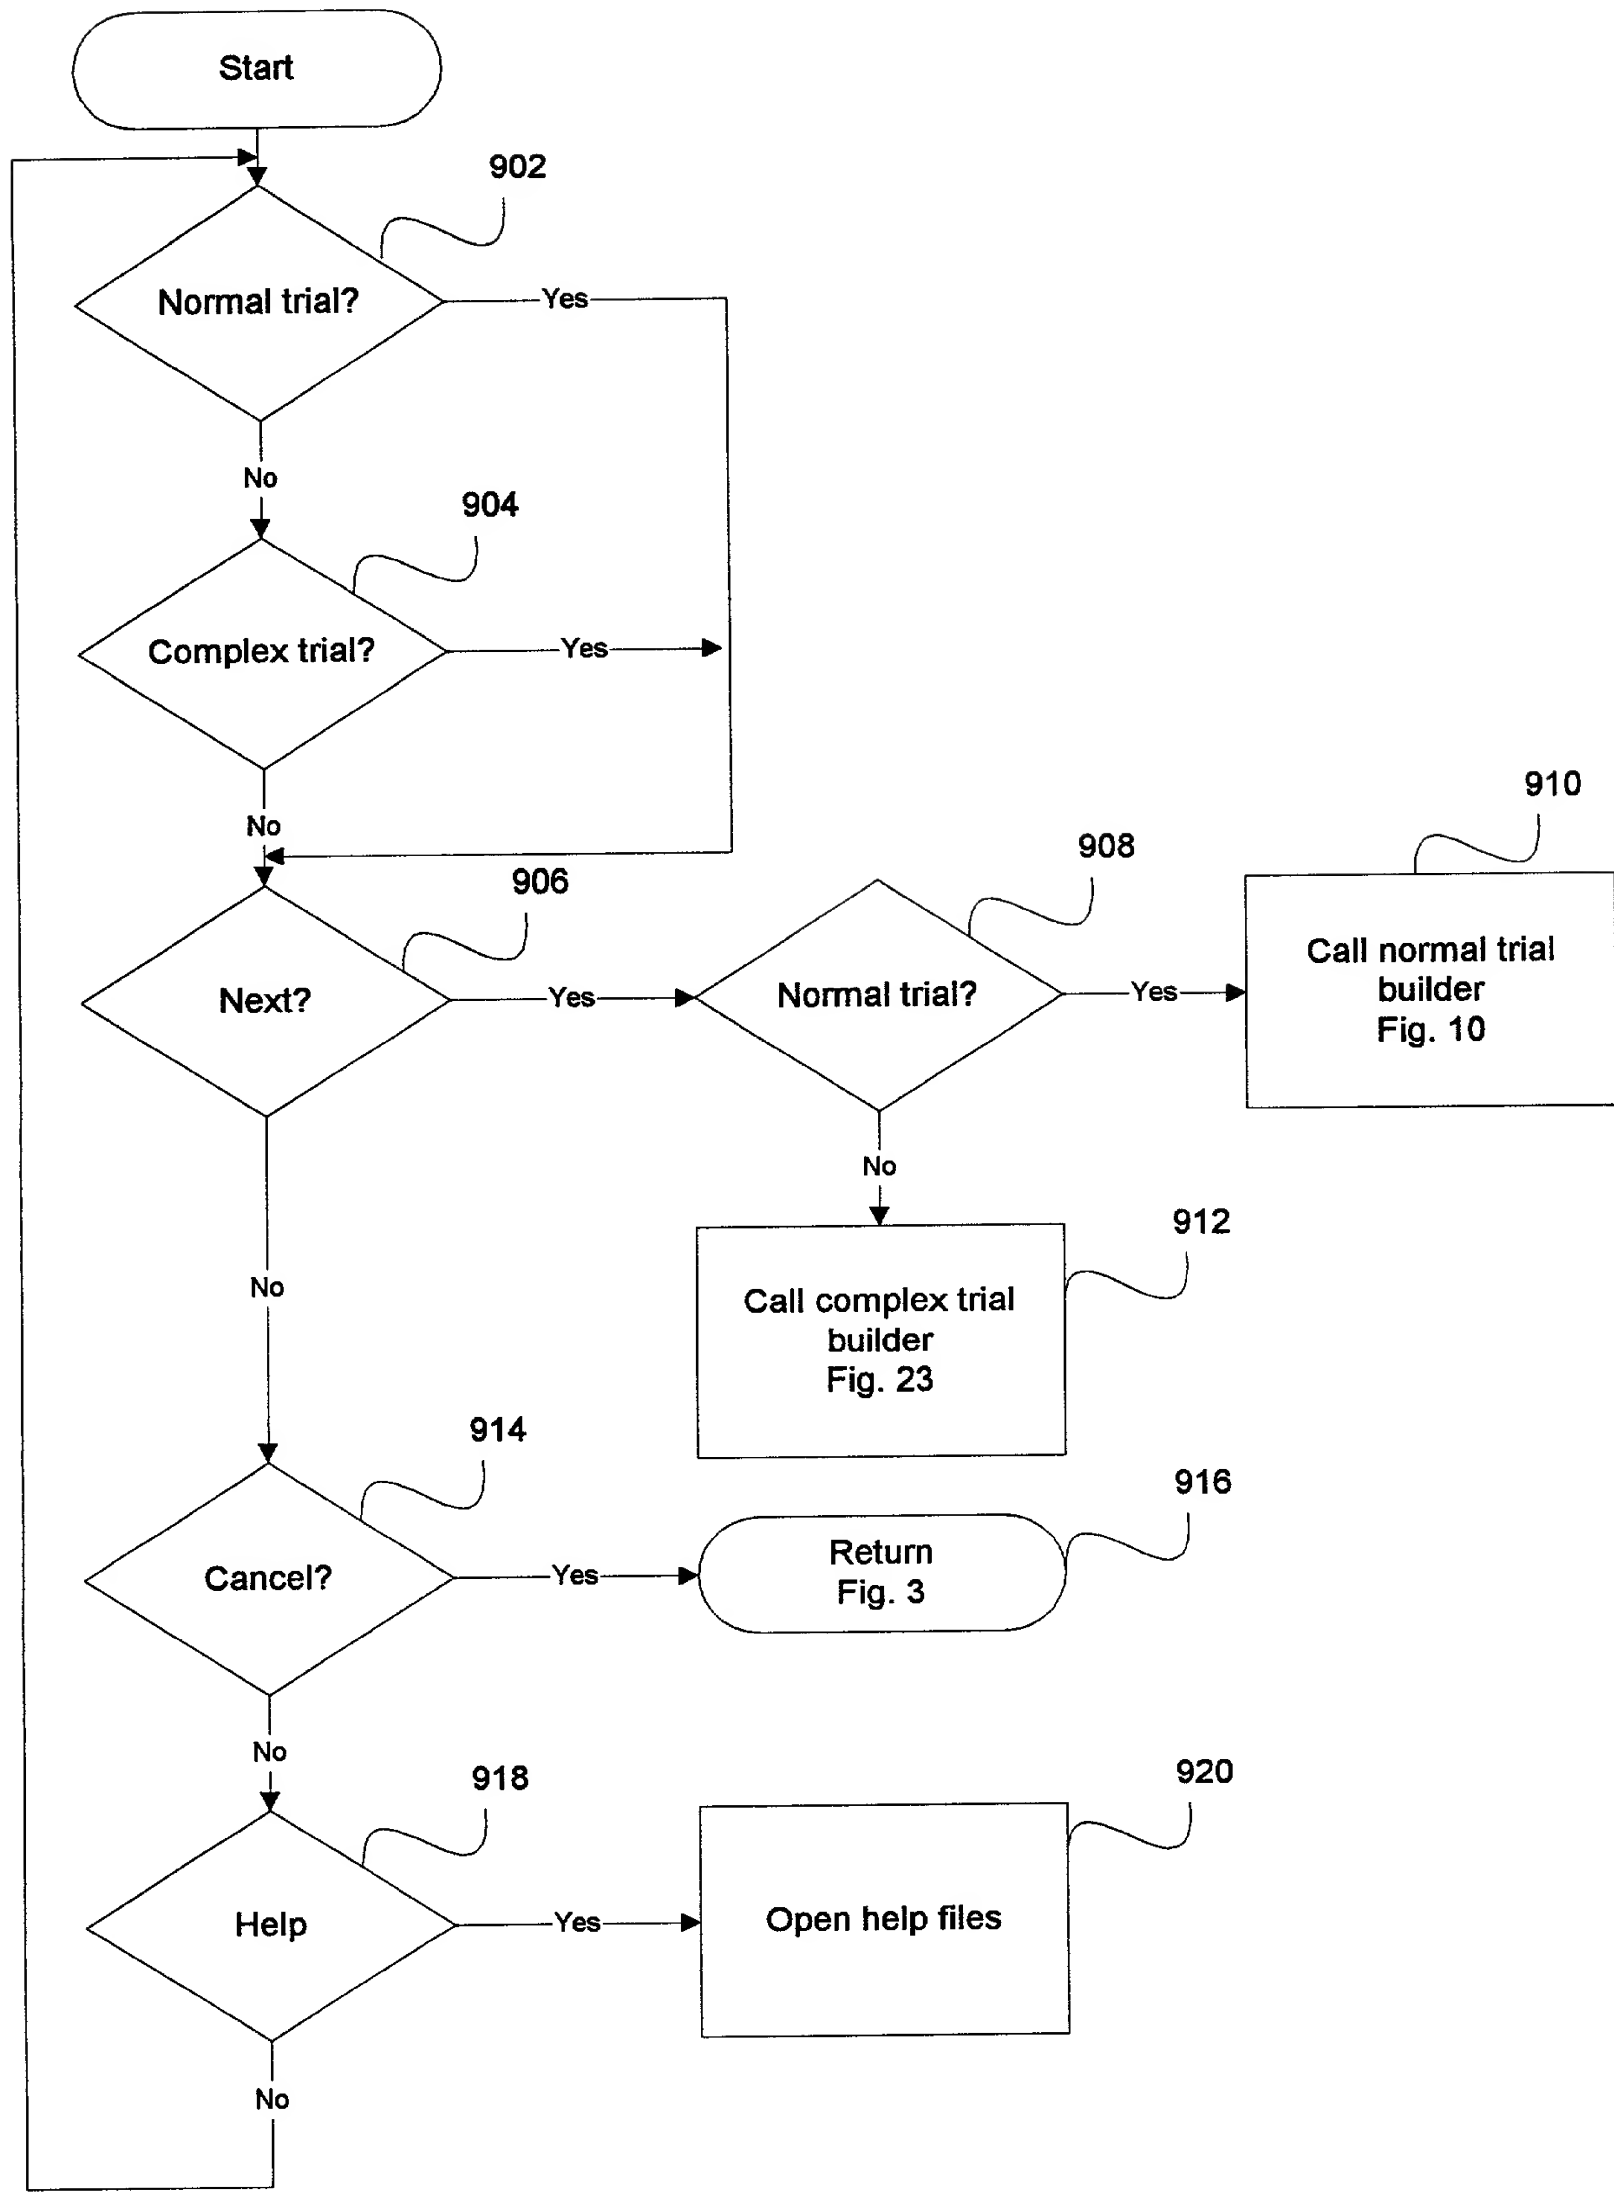 Start
902
Normal trial?
Yes
No
904
Complex trial?
Yes
No
906
Next?
Yes
908
Normal trial?
Yes
910
Call normal trial
builder
Fig. 10
No
912
Call complex trial
builder
Fig. 23
No
914
Cancel?
Yes
916
Return
Fig. 3
No
918
Help
Yes
920
Open help files
No